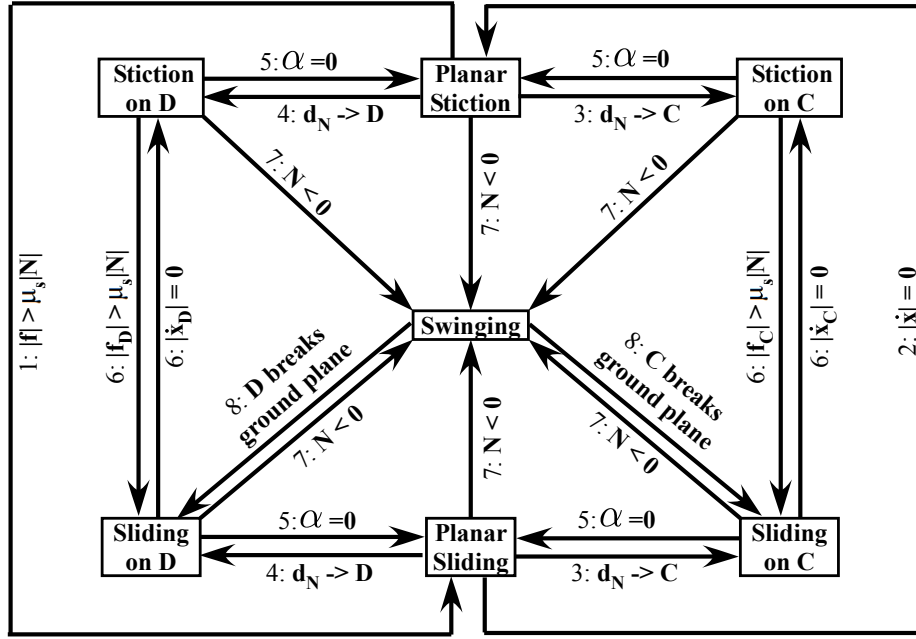 5: α =0
5: α =0
Stiction
on D
Planar
Stiction
Stiction
on C
4: d_N -> D
3: d_N -> C
7: N < 0
7: N < 0
7: N < 0
1: |f| > μ_s|N|
6: |f_D| > μ_s|N|
6: |ẋ_D| = 0
6: |f_C| > μ_s|N|
6: |ẋ_C| = 0
2: |ẋ| = 0
Swinging
8: D breaks
ground plane
8: C breaks
ground plane
7: N < 0
7: N < 0
7: N < 0
5: α =0
5: α =0
Sliding
on D
Planar
Sliding
Sliding
on C
4: d_N -> D
3: d_N -> C